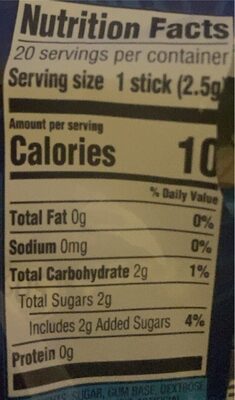 Nutrition Facts
20 servings per container
Serving size 1 stick (2.5g
Amount per serving
Calories 10
% Daily Value
Total Fat 0g 0%
Sodium 0mg 0%
Total Carbohydrate 2g 1%
Total Sugars 2g
Includes 2g Added Sugars 4%
Protein 0g
SUGAR, GUM BASE, DEXTROSE